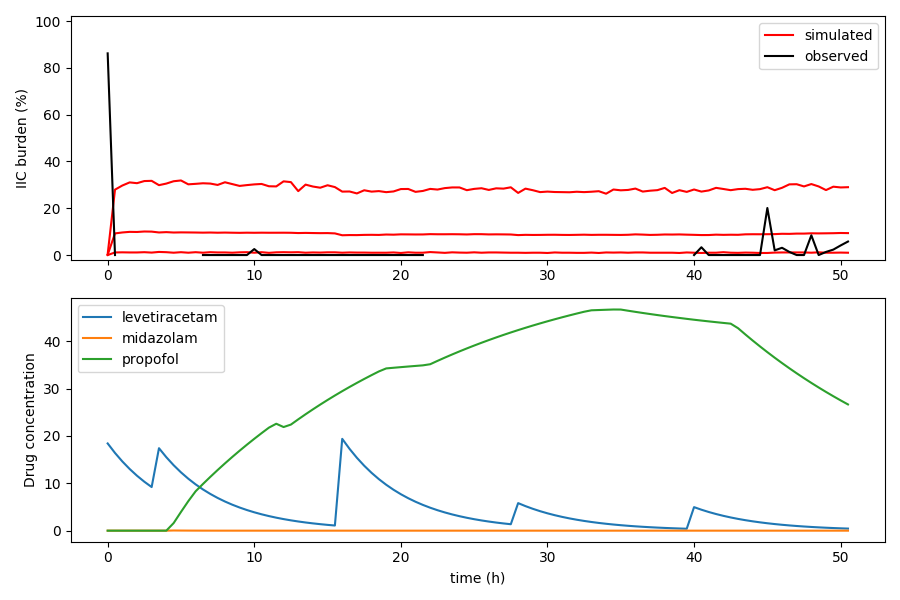 100
80
60
40
20
0
IIC burden (%)
simulated
observed
0
10
20
30
40
50
40
30
20
10
0
Drug concentration
levetiracetam
midazolam
propofol
0
10
20
30
40
50
time (h)